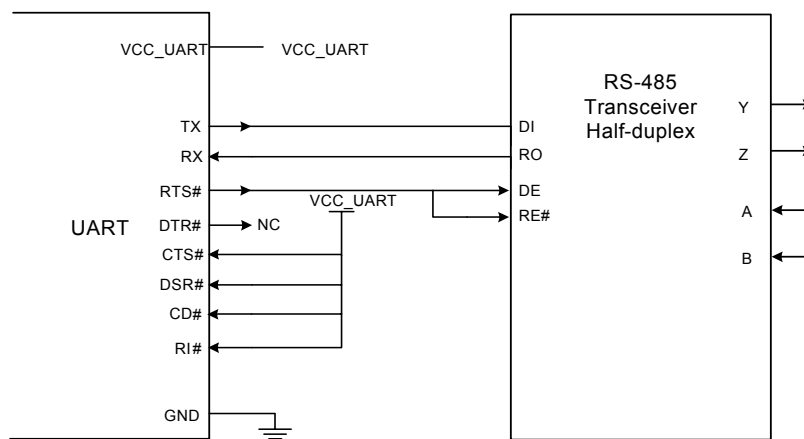 VCC_UART
VCC_UART
RS-485
Transceiver
Half-duplex
Y
TX
DI
RX
RO
Z
RTS#
DE
VCC_UART
UART
DTR#
NC
RE#
A
CTS#
B
DSR#
CD#
RI#
GND